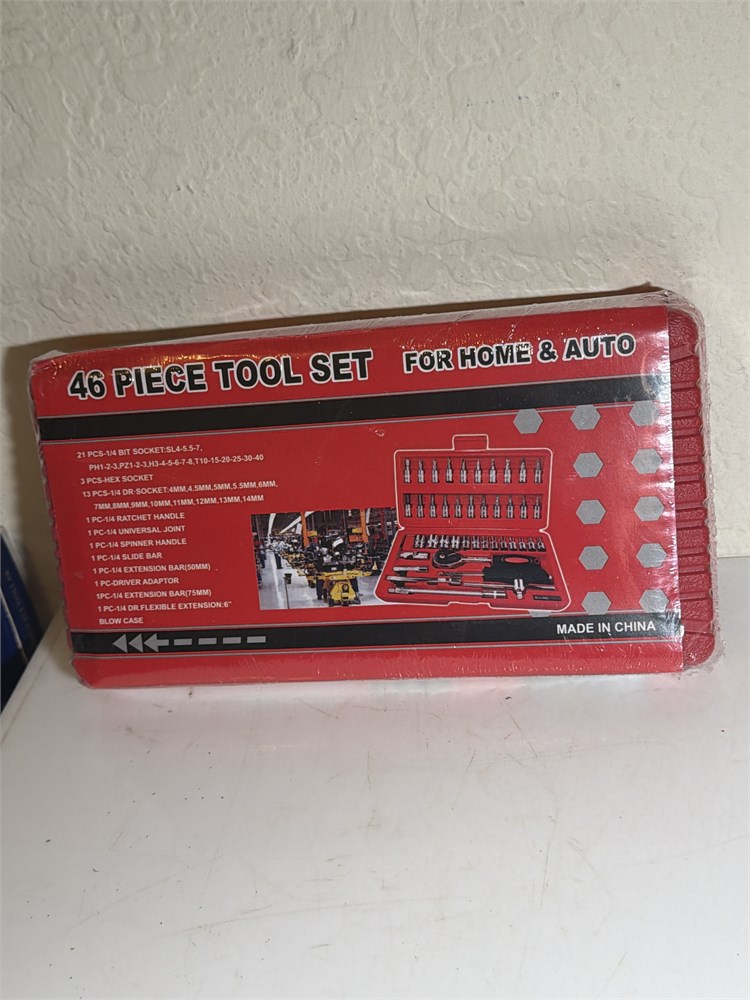 46 PIECE TOOL SET FOR HOME & AUTO
21 PCS-1/4 BIT SOCKET:SL4-5.5-7,
PH1-2-3,PZ1-2-3,H3-4-5-6-7-8,T10-15-20-25-30-40
3 PCS-HEX SOCKET
13 PCS-1/4 DR·SOCKET:4MM,4.5MM,5MM,5.5MM,6MM,
7MM,8MM,9MM,10MM,11MM,12MM,13MM,14MM
1 PC-1/4 RATCHET HANDLE
1 PC-1/4 UNIVERSAL JOINT
1 PC-1/4 SPINNER HANDLE
1 PC-1/4 SLIDE BAR
1 PC-1/4 EXTENSION BAR(50MM)
1 PC-DRIVER ADAPTOR
1PC-1/4 EXTENSION BAR(75MM)
1 PC-1/4 DR.FLEXIBLE EXTENSION:6"
BLOW CASE
MADE IN CHINA